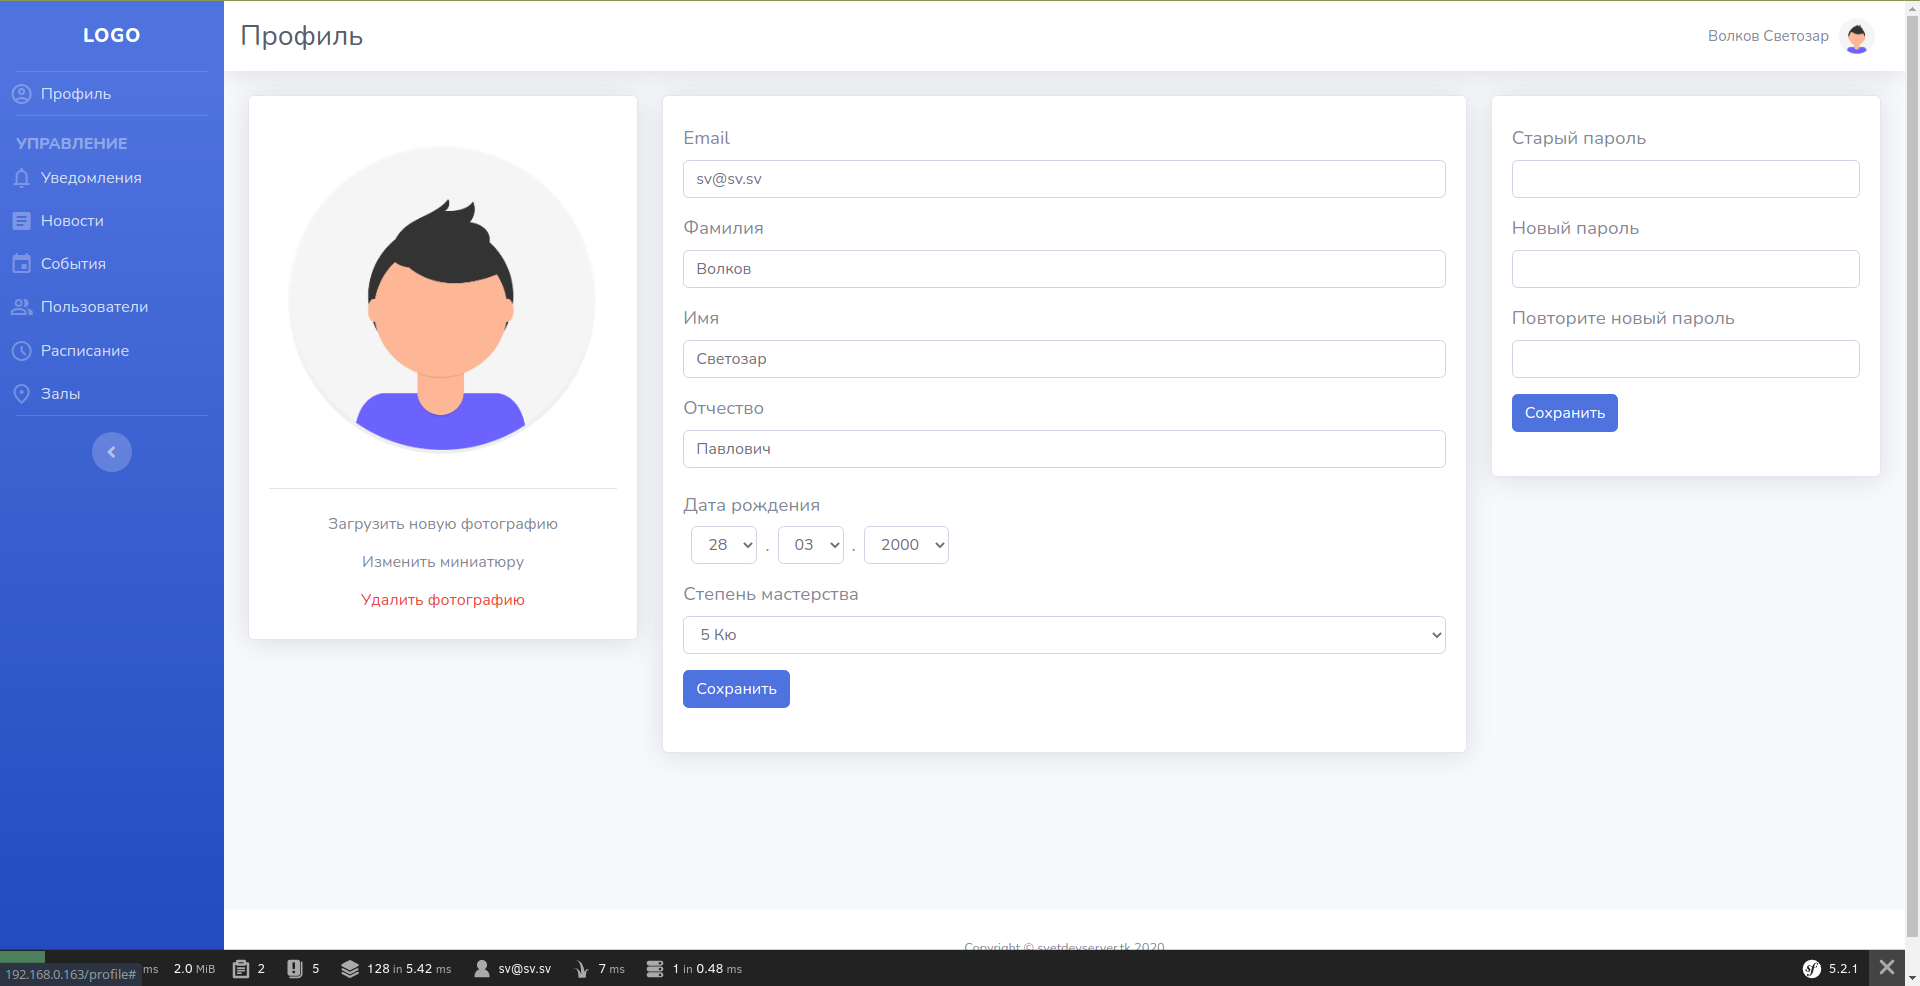 LOGO
Профиль
УПРАВЛЕНИЕ
Уведомления
Новости
События
Пользователи
Расписание
Залы
Профиль
Волков Светозар
Загрузить новую фотографию
Изменить миниатюру
Удалить фотографию
Email
sv@sv.sv
Фамилия
Волков
Имя
Светозар
Отчество
Павлович
Дата рождения
28 . 03 . 2000
Степень мастерства
5 Кю
Сохранить
Старый пароль
Новый пароль
Повторите новый пароль
Сохранить
Copyright © svetdevserver.tk 2020
192.168.0.163/profile#
ms 2.0 MiB 2 5 128 in 5.42 ms sv@sv.sv 7 ms 1 in 0.48 ms 5.2.1